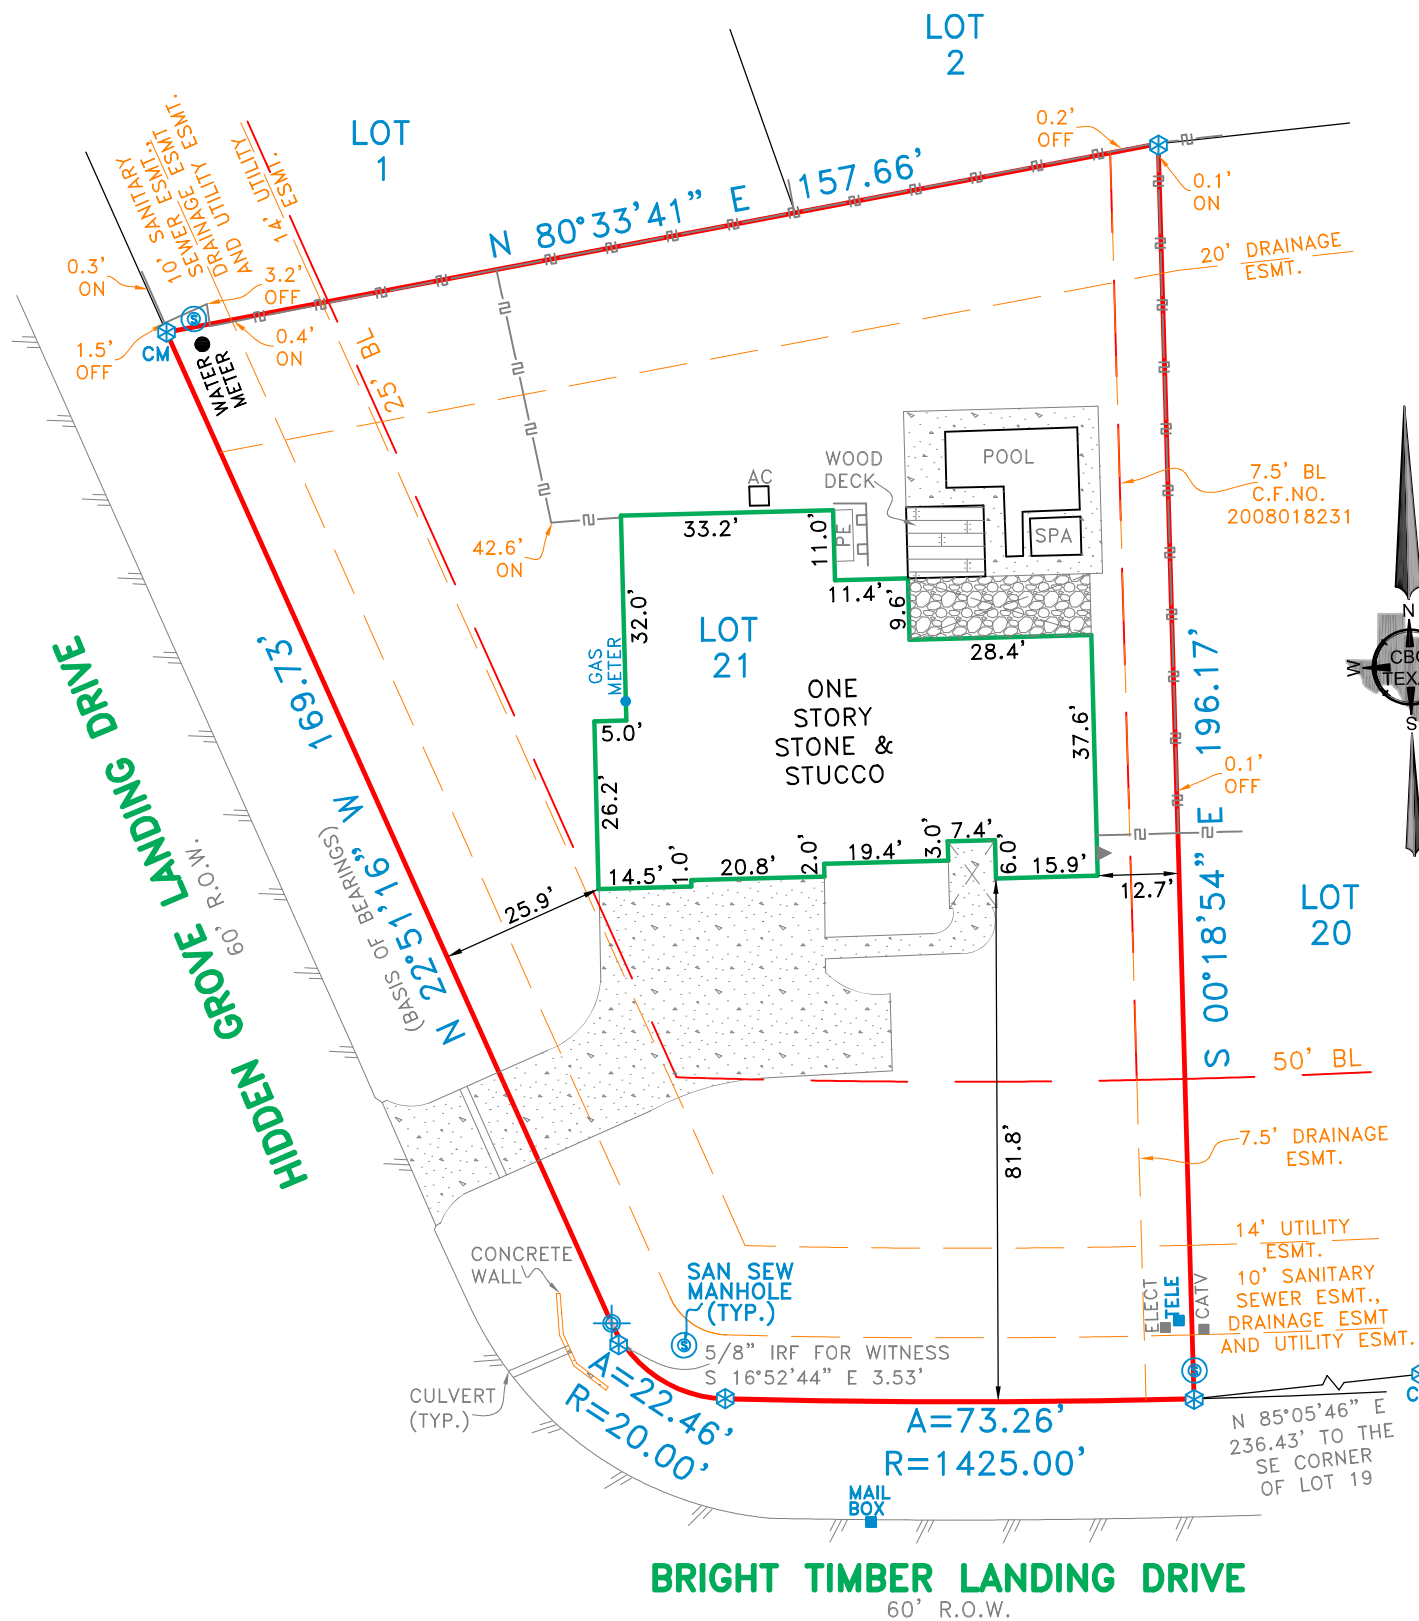 LOT
2
LOT
1
0.2'
OFF
N 80°33'41" E 157.66'
0.1'
ON
10' SANITARY
SEWER ESMT.,
DRAINAGE ESMT
AND UTILITY ESMT.
14' UTILITY
ESMT.
0.3'
ON
3.2'
OFF
0.4'
ON
1.5'
OFF
CM
WATER
METER
25' BL
20' DRAINAGE
ESMT.
7.5' BL
C.F.NO.
2008018231
WOOD
DECK
POOL
SPA
AC
PE
42.6'
ON
33.2'
11.0'
11.4'
9.6'
28.4'
32.0'
GAS
METER
LOT
21
ONE
STORY
STONE &
STUCCO
5.0'
26.2'
37.6'
14.5'
1.0'
20.8'
2.0'
19.4'
3.0'
7.4'
6.0'
15.9'
12.7'
25.9'
0.1'
OFF
N
W
S
LOT
20
HIDDEN GROVE LANDING DRIVE
60' R.O.W.
N 22°51'16" W 169.73'
(BASIS OF BEARINGS)
S 00°18'54" E 196.17'
50' BL
7.5' DRAINAGE
ESMT.
81.8'
14' UTILITY
ESMT.
10' SANITARY
SEWER ESMT.,
DRAINAGE ESMT
AND UTILITY ESMT.
ELECT
TELE
CATV
CONCRETE
WALL
SAN SEW
MANHOLE
(TYP.)
S
S
S
5/8" IRF FOR WITNESS
S 16°52'44" E 3.53'
CULVERT
(TYP.)
A=22.46'
R=20.00'
A=73.26'
R=1425.00'
N 85°05'46" E
236.43' TO THE
SE CORNER
OF LOT 19
MAIL
BOX
BRIGHT TIMBER LANDING DRIVE
60' R.O.W.